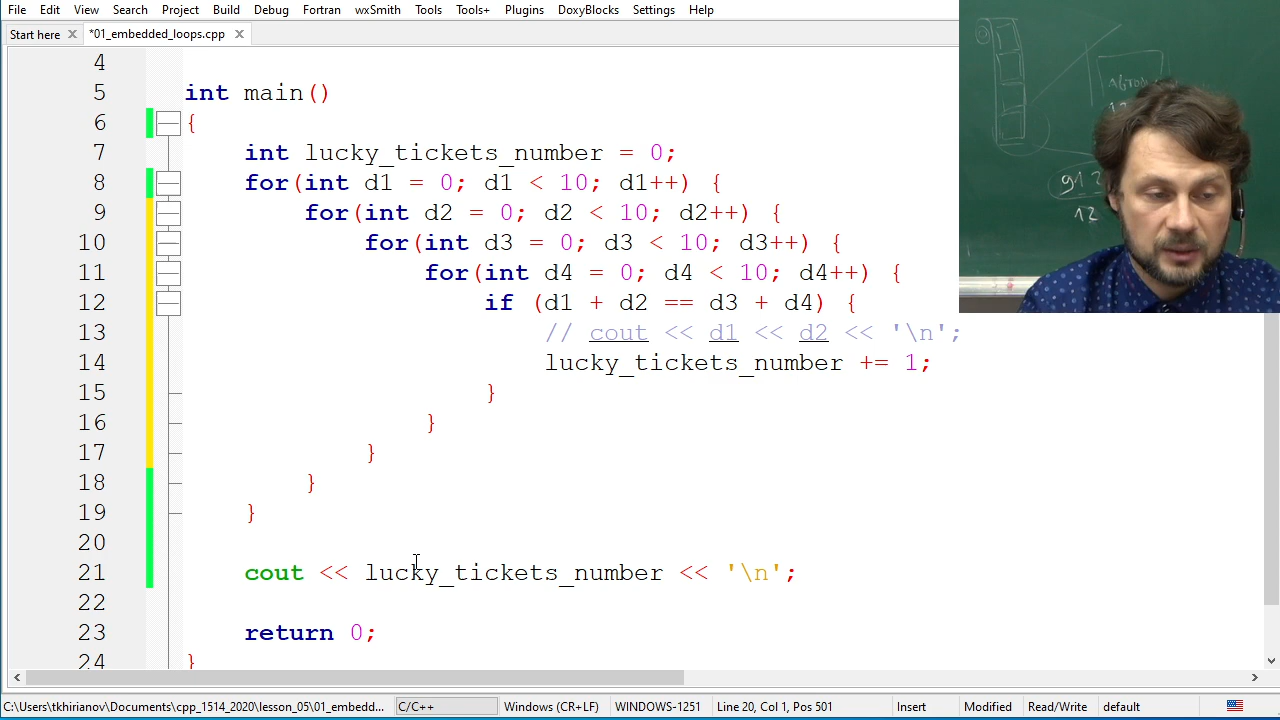 File Edit View Search Project Build Debug Fortran wxSmith Tools Tools+ Plugins DoxyBlocks Settings Help
Start here *01_embedded_loops.cpp
4
5 int main()
6 {
7 int lucky_tickets_number = 0;
8 for(int d1 = 0; d1 < 10; d1++) {
9 for(int d2 = 0; d2 < 10; d2++) {
10 for(int d3 = 0; d3 < 10; d3++) {
11 for(int d4 = 0; d4 < 10; d4++) {
12 if (d1 + d2 == d3 + d4) {
13 // cout << d1 << d2 << '\n';
14 lucky_tickets_number += 1;
15 }
16 }
17 }
18 }
19 }
20
21 cout << lucky_tickets_number << '\n';
22
23 return 0;
24 }
C:\Users\tkhirianov\Documents\cpp_1514_2020\lesson_05\01_embedd... C/C++ Windows (CR+LF) WINDOWS-1251 Line 20, Col 1, Pos 501 Insert Modified Read/Write default
12